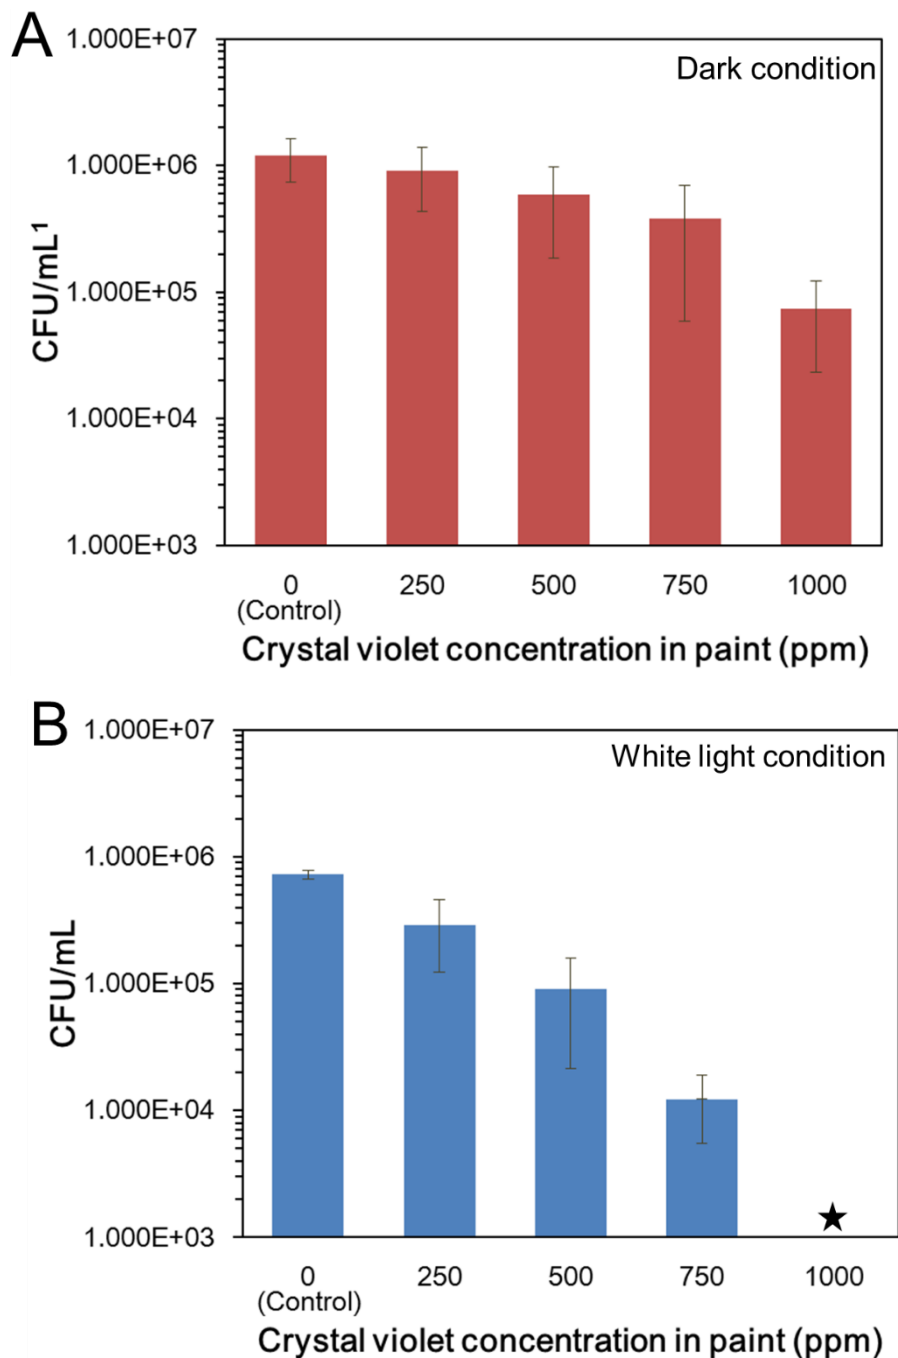 A
1.000E+07
Dark condition
1.000E+06
1.000E+05
1.000E+04
1.000E+03
CFU/mL¹
0 250 500 750 1000
(Control)
Crystal violet concentration in paint (ppm)
B
1.000E+07
White light condition
1.000E+06
1.000E+05
1.000E+04
1.000E+03
CFU/mL
★
0 250 500 750 1000
(Control)
Crystal violet concentration in paint (ppm)